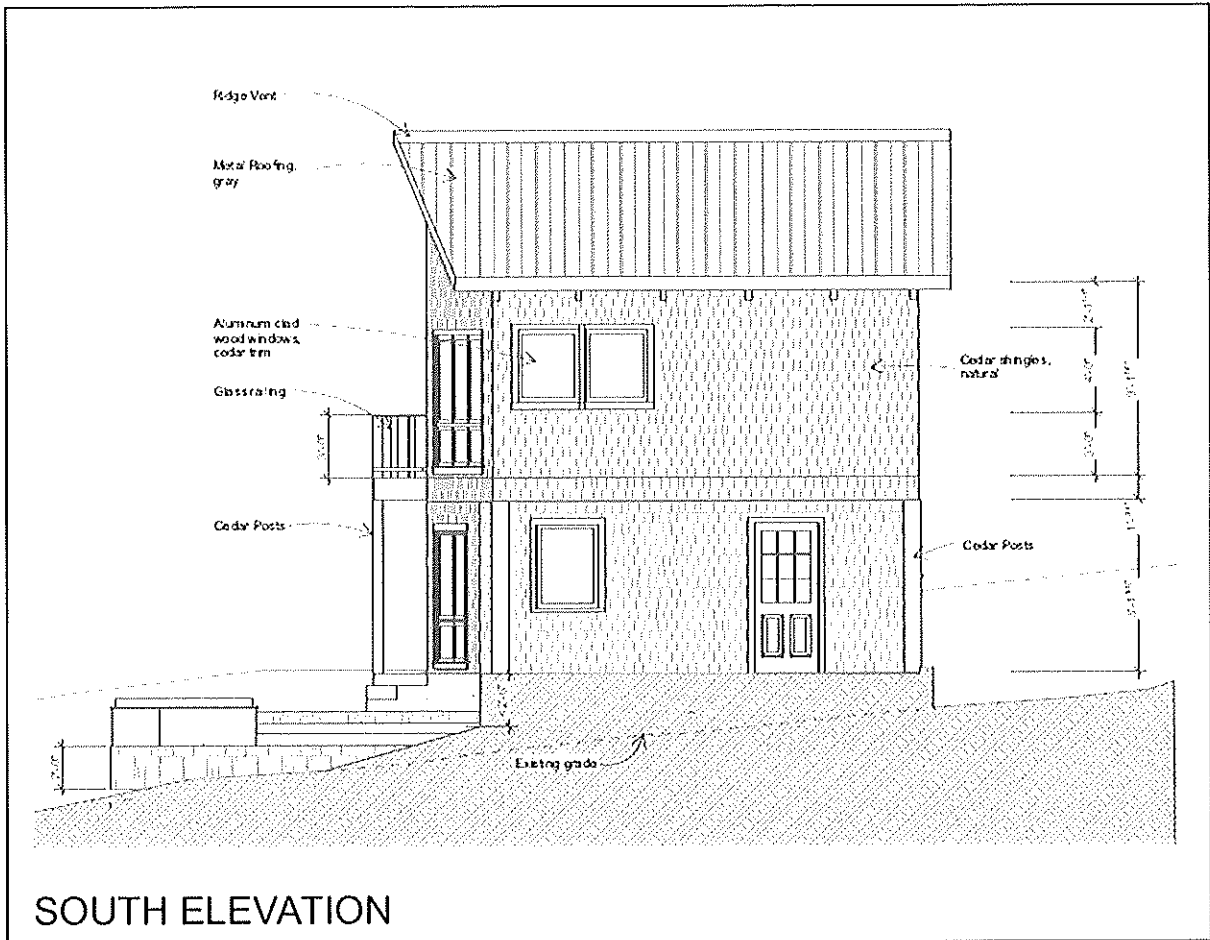 Ridge Vent
Metal Roofing,
gray
Aluminum clad
wood windows,
cedar trim
Glass railing
Cedar shingles,
natural
Cedar Posts
Cedar Posts
Existing grade
SOUTH ELEVATION